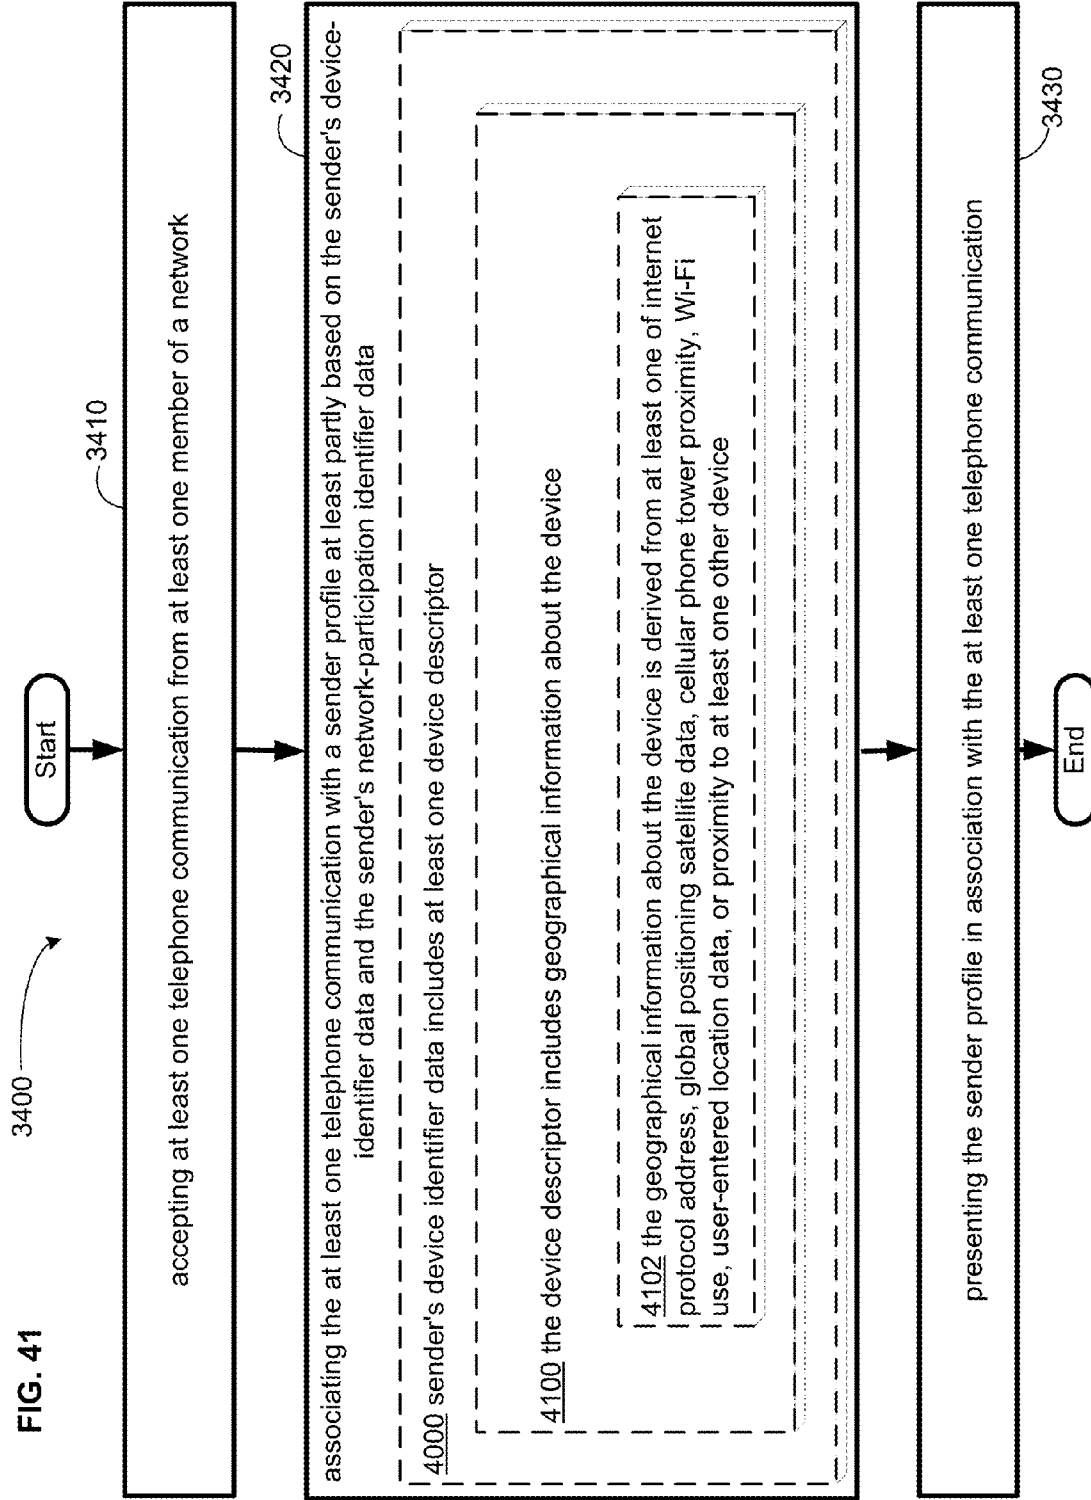 FIG. 41
3400
Start
3410
accepting at least one telephone communication from at least one member of a network
3420
associating the at least one telephone communication with a sender profile at least partly based on the sender's device-
identifier data and the sender's network-participation identifier data
4000 sender's device identifier data includes at least one device descriptor
4100 the device descriptor includes geographical information about the device
4102 the geographical information about the device is derived from at least one of internet
protocol address, global positioning satellite data, cellular phone tower proximity, Wi-Fi
use, user-entered location data, or proximity to at least one other device
presenting the sender profile in association with the at least one telephone communication
3430
End